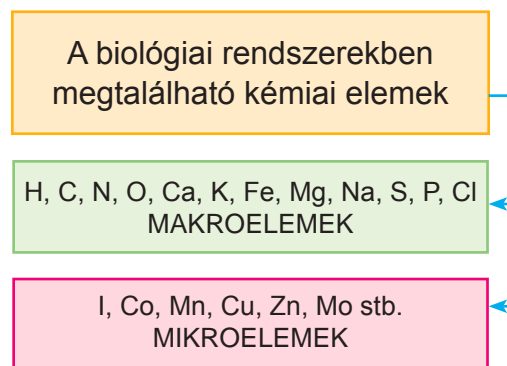 A biológiai rendszerekben
megtalálható kémiai elemek
H, C, N, O, Ca, K, Fe, Mg, Na, S, P, Cl
MAKROELEMEK
I, Co, Mn, Cu, Zn, Mo stb.
MIKROELEMEK